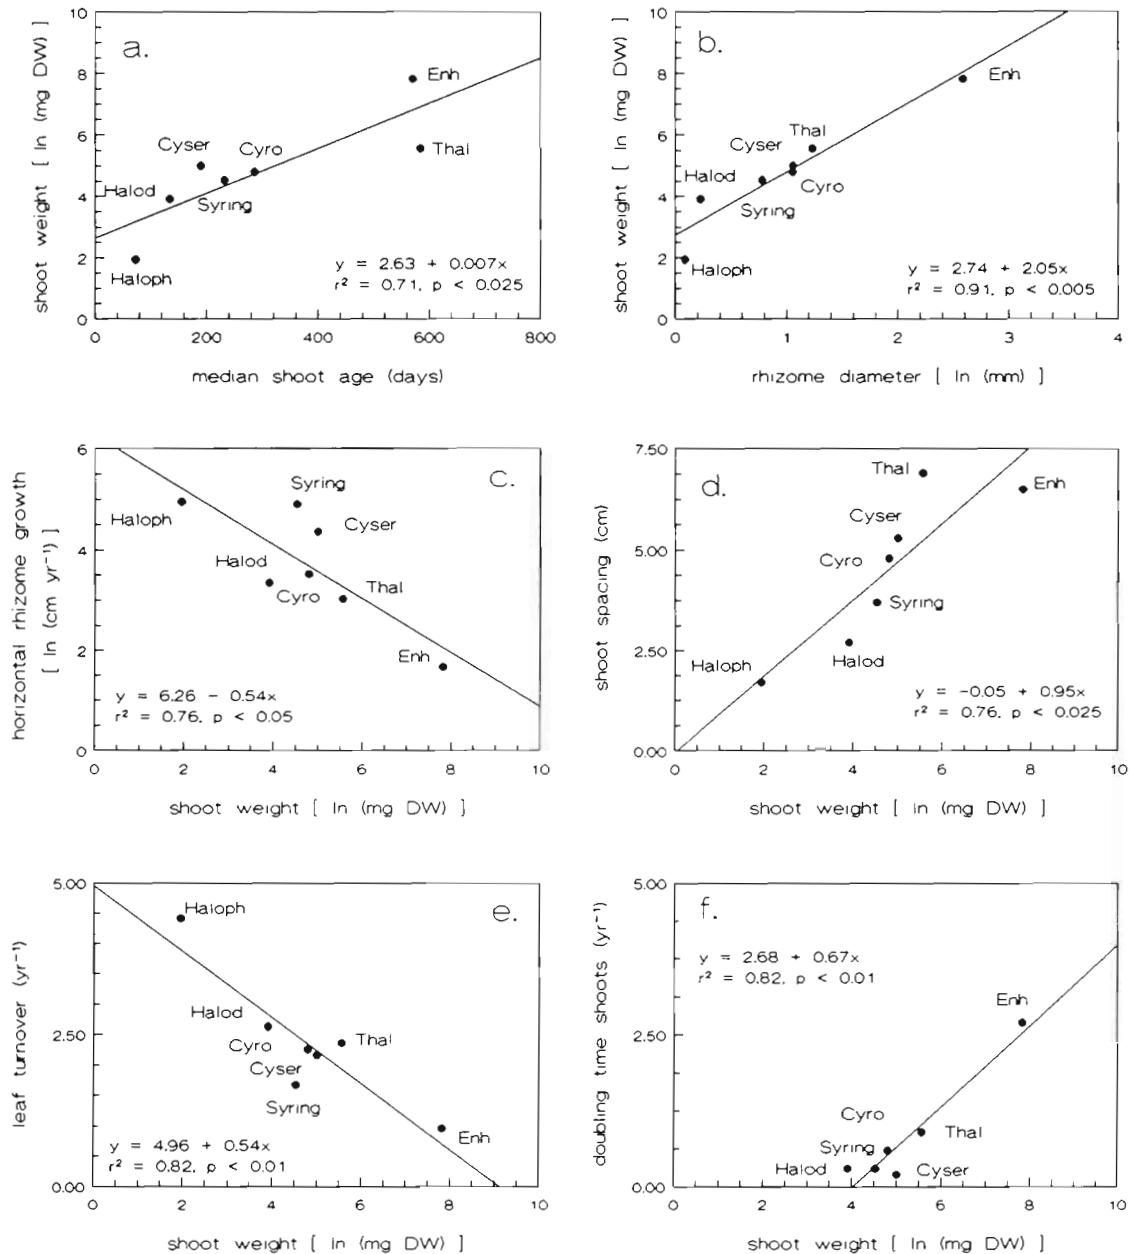 a.
shoot weight [ ln (mg DW) ]
10
8
6
4
2
0
Enh
Cyser
Cyro
Thal
Halod
Syring
Haloph
y = 2.63 + 0.007x
r² = 0.71, p < 0.025
0 200 400 600 800
median shoot age (days)
b.
shoot weight [ ln (mg DW) ]
10
8
6
4
2
0
Enh
Thal
Cyser
Halod
Cyro
Syring
Haloph
y = 2.74 + 2.05x
r² = 0.91, p < 0.005
0 1 2 3 4
rhizome diameter [ ln (mm) ]
c.
horizontal rhizome growth
[ ln (cm yr⁻¹) ]
6
4
2
0
Syring
Haloph
Cyser
Halod
Thal
Cyro
Enh
y = 6.26 − 0.54x
r² = 0.76, p < 0.05
0 2 4 6 8 10
shoot weight [ ln (mg DW) ]
d.
shoot spacing (cm)
7.50
5.00
2.50
0.00
Thal
Enh
Cyser
Cyro
Syring
Haloph
Halod
y = −0.05 + 0.95x
r² = 0.76, p < 0.025
0 2 4 6 8 10
shoot weight [ ln (mg DW) ]
e.
leaf turnover (yr⁻¹)
5.00
2.50
0.00
Haloph
Halod
Thal
Cyro
Cyser
Syring
Enh
y = 4.96 + 0.54x
r² = 0.82, p < 0.01
0 2 4 6 8 10
shoot weight [ ln (mg DW) ]
f.
doubling time shoots (yr⁻¹)
5.00
2.50
0.00
y = 2.68 + 0.67x
r² = 0.82, p < 0.01
Enh
Cyro
Thal
Syring
Halod
Cyser
0 2 4 6 8 10
shoot weight [ ln (mg DW) ]